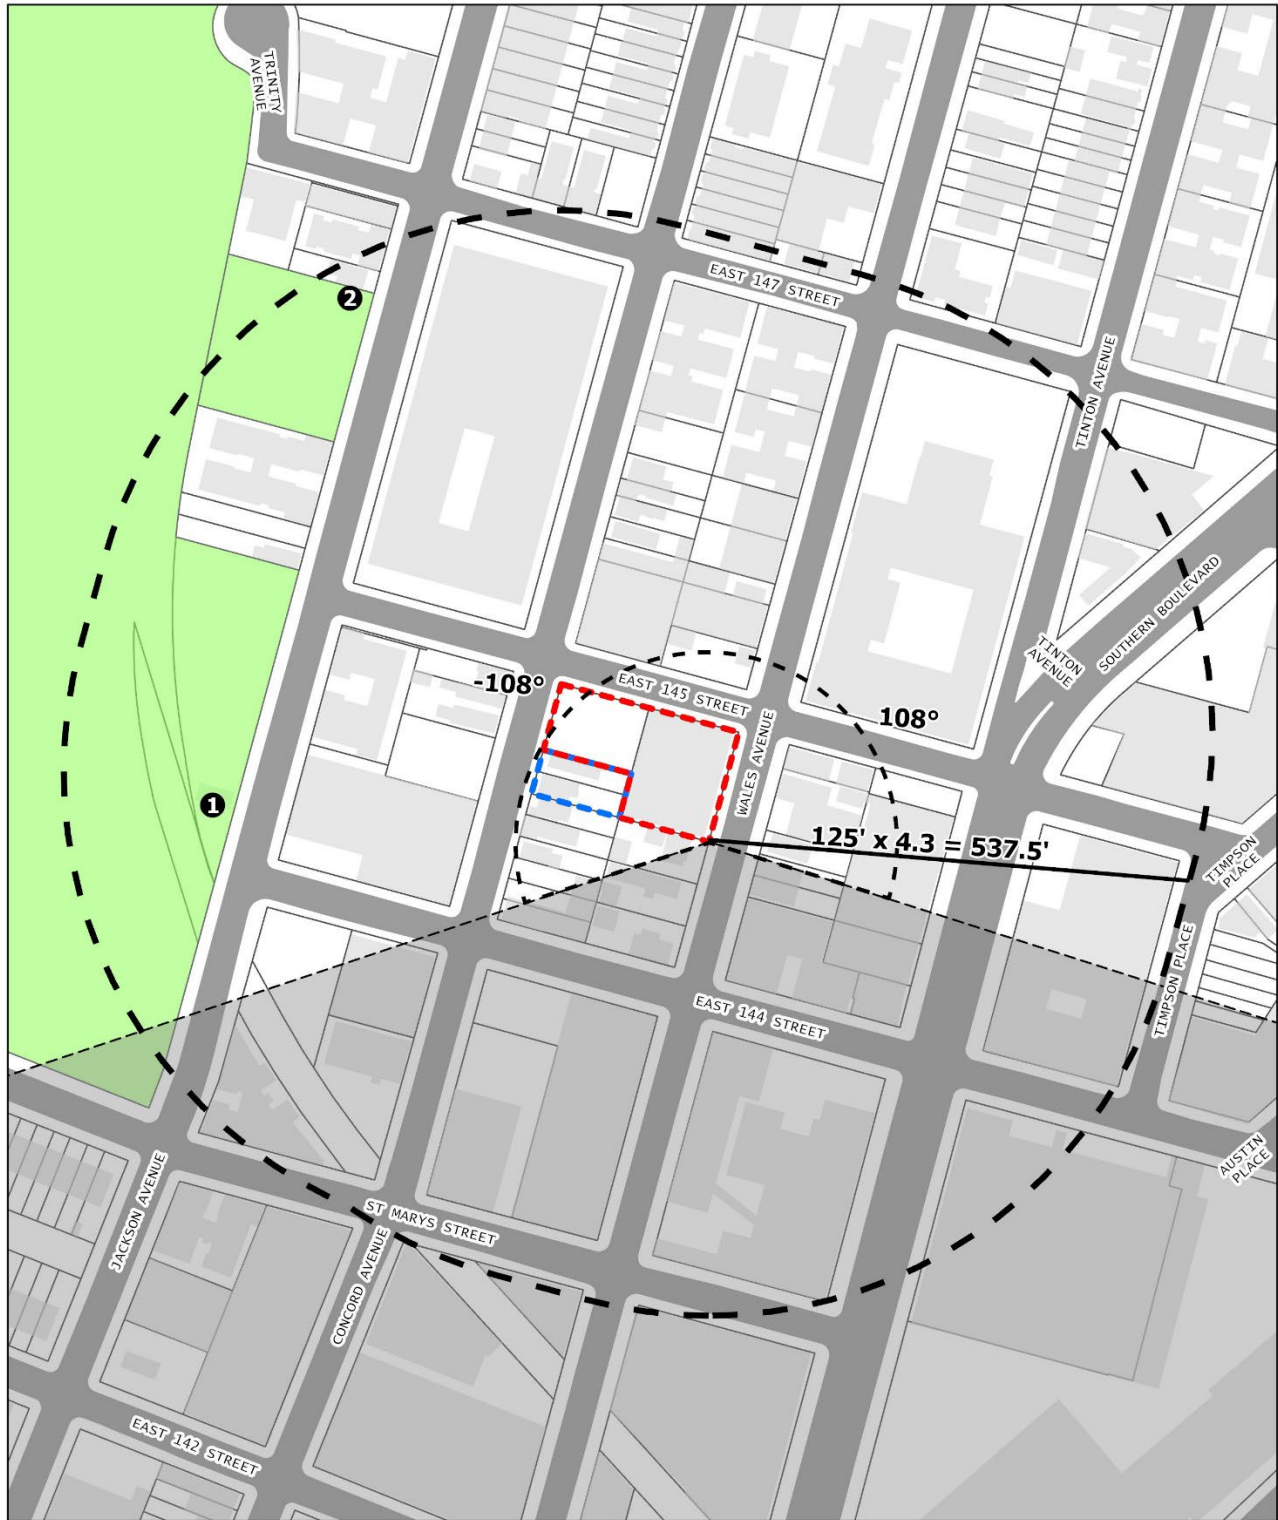 TRINITY
AVENUE
2
EAST 147 STREET
TINTON AVENUE
SOUTHERN BOULEVARD
TINTON
AVENUE
-108°
EAST 145 STREET
108°
WALES AVENUE
1
125' x 4.3 = 537.5'
TIMPSON
PLACE
TIMPSON PLACE
EAST 144 STREET
AUSTIN
PLACE
JACKSON AVENUE
ST MARYS STREET
CONCORD AVENUE
EAST 142 STREET